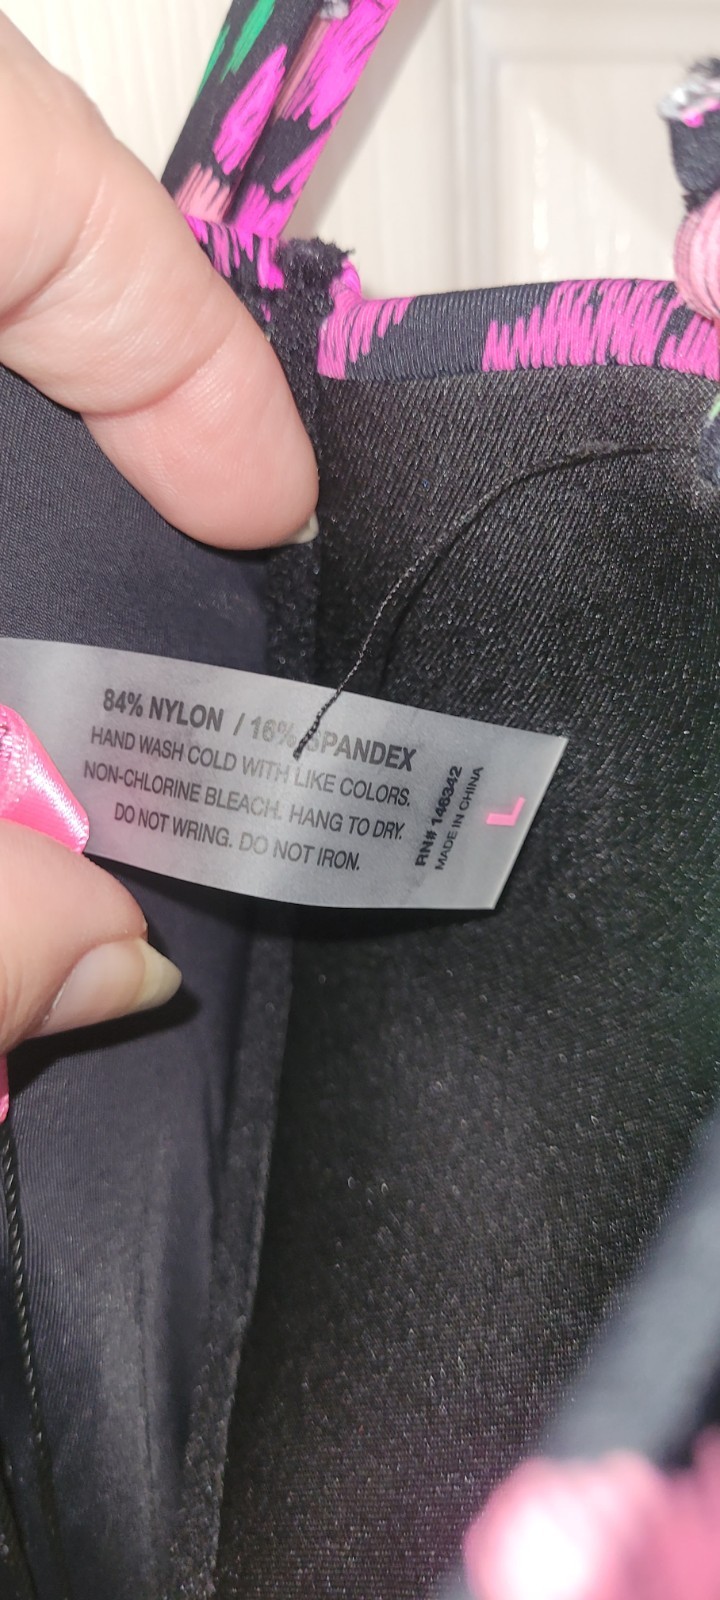 84% NYLON / 16% SPANDEX
HAND WASH COLD WITH LIKE COLORS.
NON-CHLORINE BLEACH. HANG TO DRY.
DO NOT WRING. DO NOT IRON.
RN# 146342
MADE IN CHINA
L